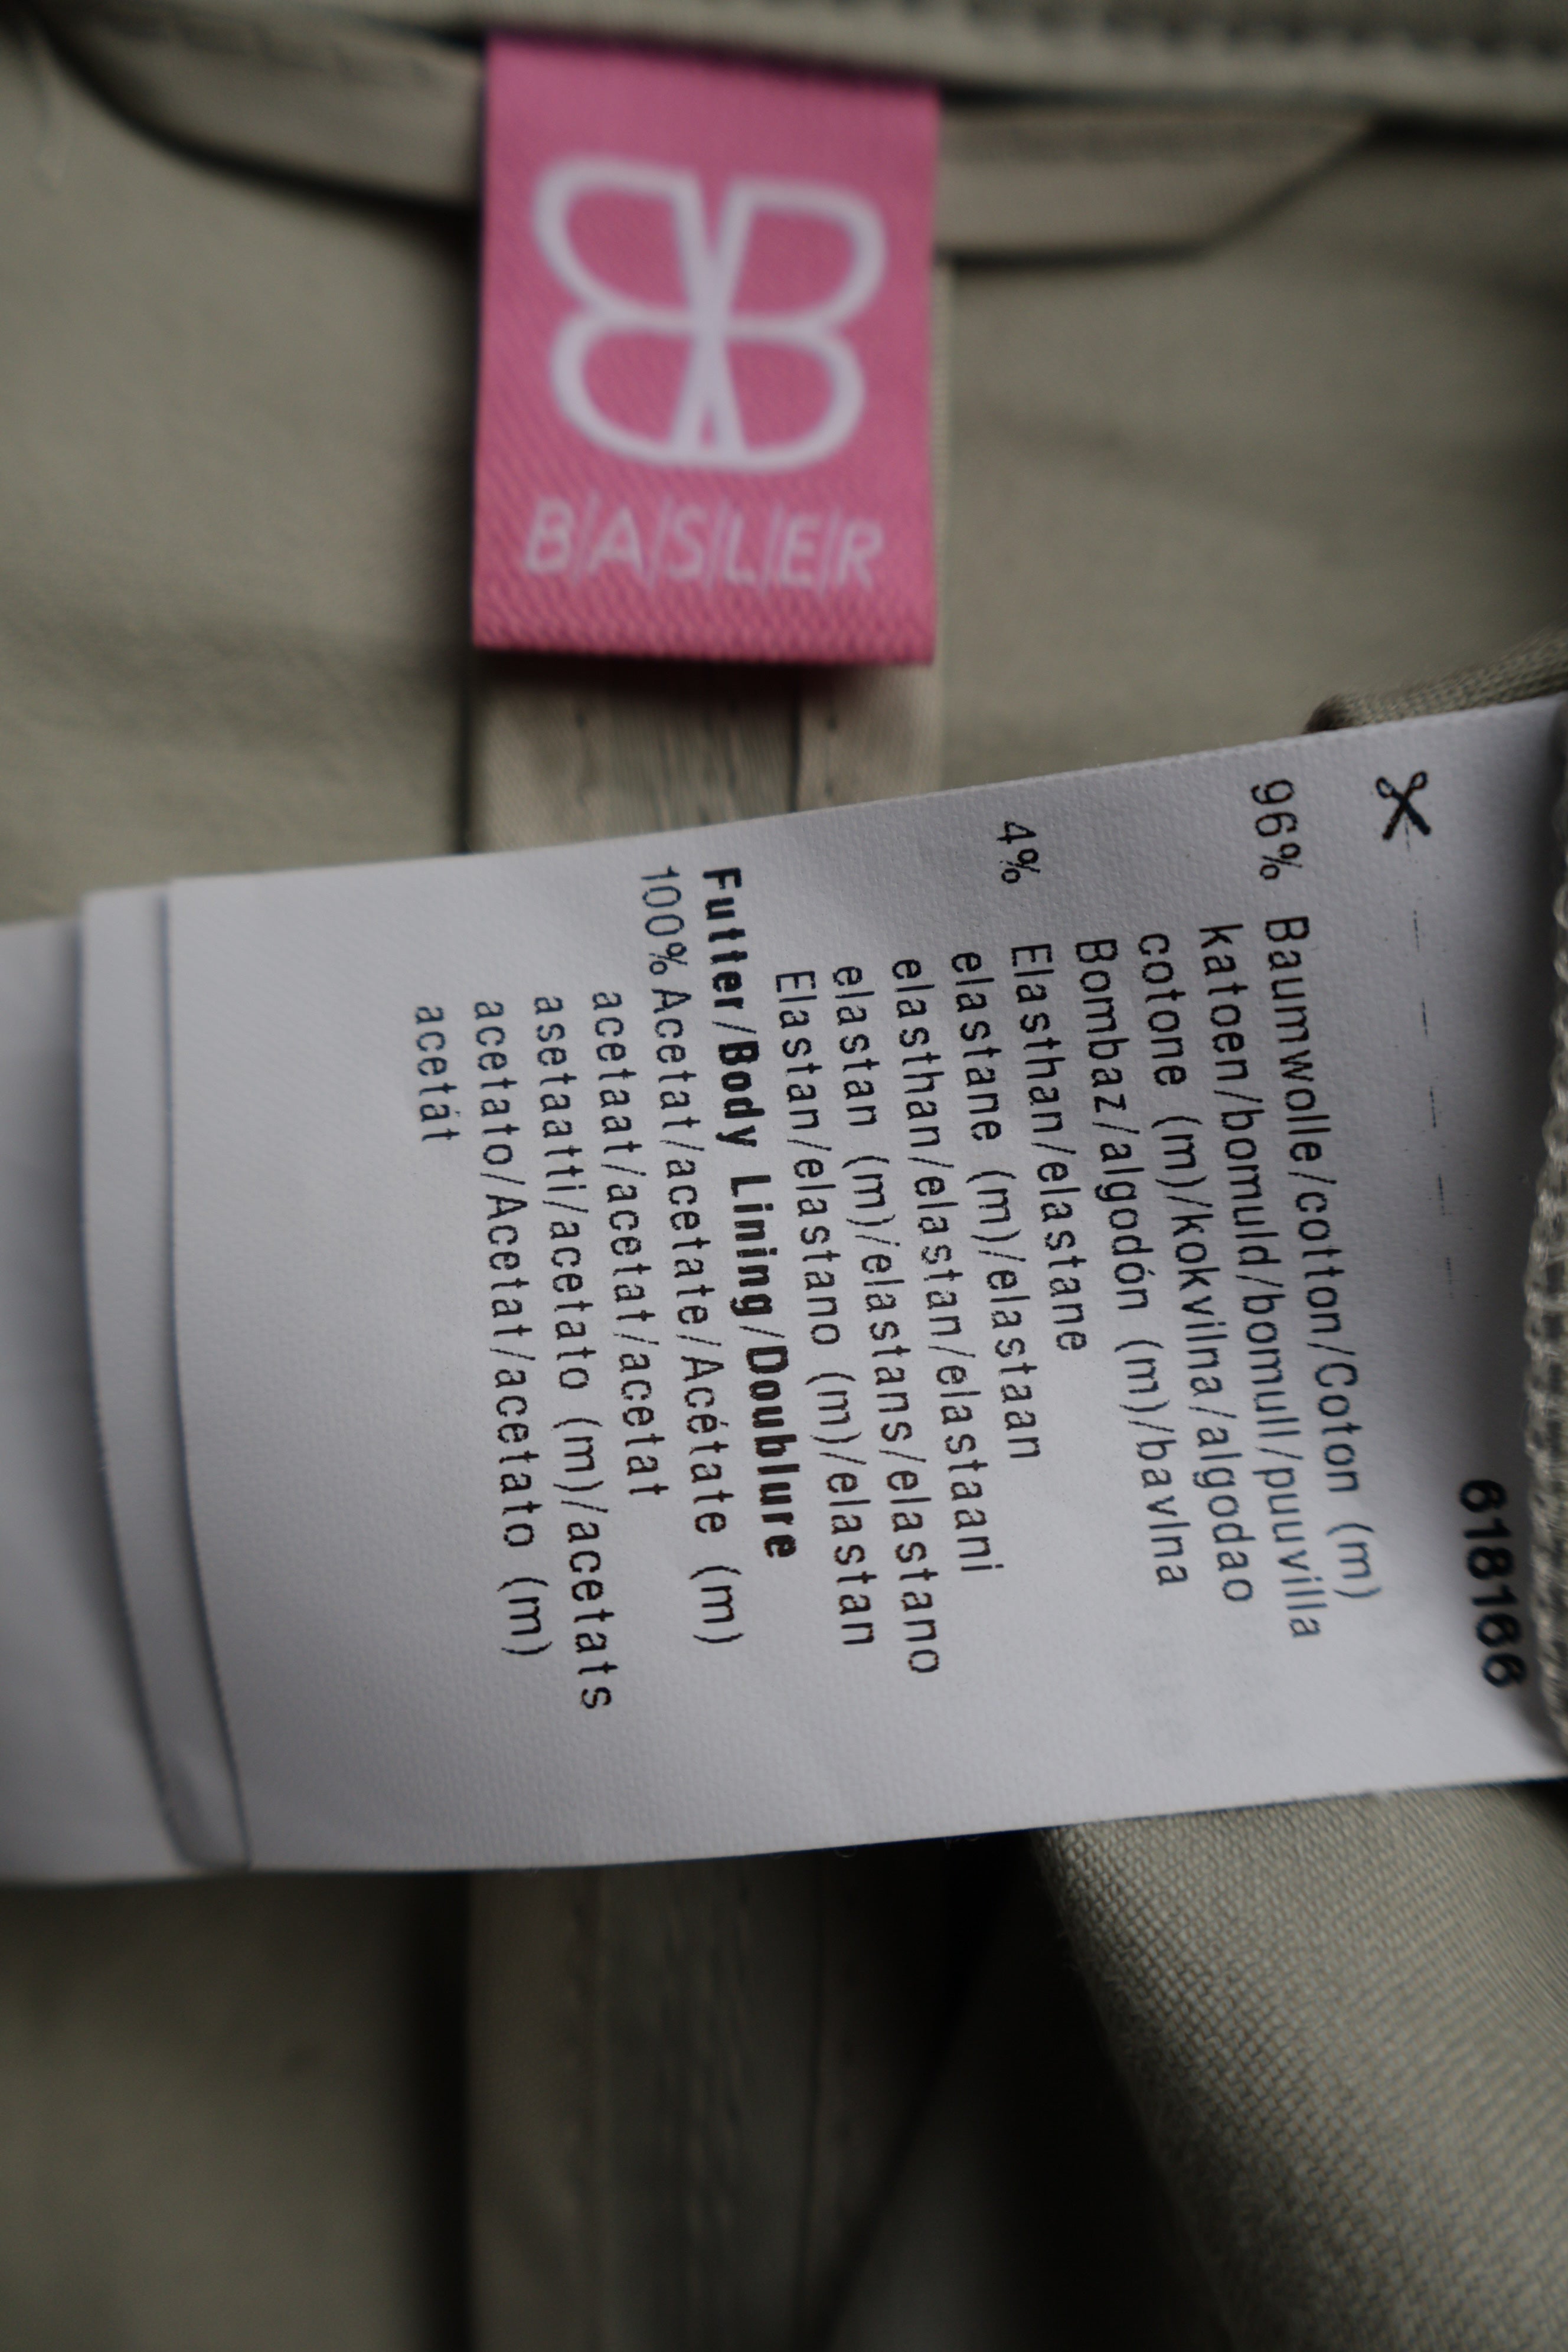 B/A/S/L/E/R
618166
96% Baumwolle/cotton/Coton (m)
katoen/bomuld/bomull/puuvilla
cotone (m)/kokvilna/algodao
Bombaz/algodón (m)/bavlna
4% Elasthan/elastane
elastane (m)/elastaan
elasthan/elastan/elastaani
elastan (m)/elastans/elastano
Elastan/elastano (m)/elastan
Futter/Body Lining/Doublure
100%Acetat/acetate/Acétate (m)
acetaat/acetat/acetat
asetaatti/acetato (m)/acetats
acetato/Acetat/acetato (m)
acetát